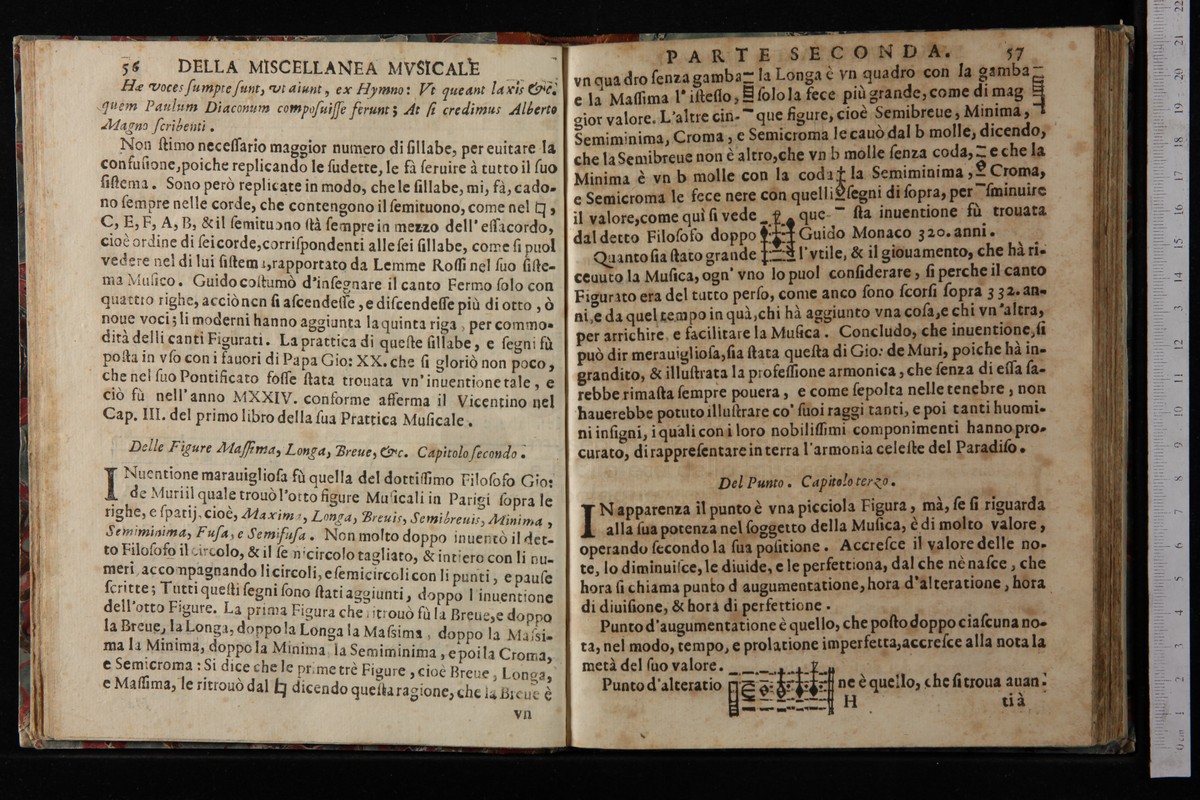 56 DELLA MISCELLANEA MVSICALE
Hæ voces sumptę sunt, vt aiunt, ex Hymno: Vt queant laxis &c.
quem Paulum Diaconum composuisse ferunt; At si credimus Alberto
Magno scribenti.
Non stimo necessario maggior numero di sillabe, per euitare la
confusione, poiche replicando le sudette, le fà seruire à tutto il suo
sistema. Sono però replicate in modo, che le sillabe, mi, fà, cado-
no sempre nelle corde, che contengono il semituono, come nel ♮,
C, E, F, A, B, & il semituono stà sempre in mezzo dell'essacordo,
cioè ordine di sei corde, corrispondenti alle sei sillabe, come si può
vedere nel di lui sistema, rapportato da Lemme Rossi nel suo siste-
ma Musico. Guido costumò d'insegnare il canto Fermo solo con
quattro righe, acciò non si ascendesse, e discendesse più di otto, ò
noue voci; li moderni hanno aggiunta la quinta riga, per commo-
dità delli canti Figurati. La prattica di queste sillabe, e segni fù
posta in vso con i fauori di Papa Gio: XX. che si gloriò non poco,
che nel suo Pontificato fosse stata trouata vn'inuentione tale, e
ciò fù nell'anno MXXIV. conforme afferma il Vicentino nel
Cap. III. del primo libro della sua Prattica Musicale.
Delle Figure Massima, Longa, Breue, &c. Capitolo secondo.
INuentione marauigliosa fù quella del dottissimo Filosofo Gio:
de Muri il quale trouò l'otto figure Musicali in Parigi sopra le
righe, e spatij, cioè, Maxima, Longa, Breuis, Semibreuis, Minima,
Semiminima, Fusa, e Semifusa. Non molto doppo inuentò il det-
to Filosofo il circolo, & il semicircolo tagliato, & intiero con li nu-
meri, accompagnando li circoli, e semicircoli con li punti, e pause
scritte; Tutti questi segni sono stati aggiunti, doppo l'inuentione
dell'otto Figure. La prima Figura che ritrouò fù la Breue, e doppo
la Breue, la Longa, doppo la Longa la Massima, doppo la Massi-
ma la Minima, doppo la Minima, la Semiminima, e poi la Croma,
e Semicroma: Si dice che le prime trè Figure, cioè Breue, Longa,
e Massima, le ritrouò dal ♮ dicendo questa ragione, che la Breue è
vn
PARTE SECONDA. 57
vn quadro senza gamba la Longa è vn quadro con la gamba
e la Massima l'istesso, solo la fece più grande, come di mag
gior valore. L'altre cin- que figure, cioè Semibreue, Minima,
Semiminima, Croma, e Semicroma le cauò dal b molle, dicendo,
che la Semibreue non è altro, che vn b molle senza coda, e che la
Minima è vn b molle con la coda la Semiminima, Croma,
e Semicroma le fece nere con quelli segni di sopra, per sminuire
il valore, come quì si vede que- sta inuentione fù trouata
dal detto Filosofo doppo Guido Monaco 320. anni.
Quanto sia stato grande l'vtile, & il giouamento, che hà ri-
ceuuto la Musica, ogn'vno lo puol considerare, si perche il canto
Figurato era del tutto perso, come anco sono scorsi sopra 332. an-
ni, e da quel tempo in quà, chi hà aggiunto vna cosa, e chi vn'altra,
per arrichire, e facilitare la Musica. Concludo, che inuentione, si
può dir merauigliosa, sia stata questa di Gio: de Muri, poiche hà in-
grandito, & illustrata la professione armonica, che senza di essa sa-
rebbe rimasta sempre pouera, e come sepolta nelle tenebre, non
hauerebbe potuto illustrare co' suoi raggi tanti, e poi tanti huomi-
ni insigni, i quali con i loro nobilissimi componimenti hanno pro-
curato, di rappresentare in terra l'armonia celeste del Paradiso.
Del Punto. Capitolo terzo.
IN apparenza il punto è vna picciola Figura, mà, se si riguarda
alla sua potenza nel soggetto della Musica, è di molto valore,
operando secondo la sua positione. Accresce il valore delle no-
te, lo diminuisce, le diuide, e le perfettiona, dal che nè nasce, che
hora si chiama punto d augumentatione, hora d'alteratione, hora
di diuisione, & hora di perfettione.
Punto d'augumentatione è quello, che posto doppo ciascuna no-
ta, nel modo, tempo, e prolatione imperfetta, accresce alla nota la
metà del suo valore.
Punto d'alteratio ne è quello, che si troua auan:
H ti à